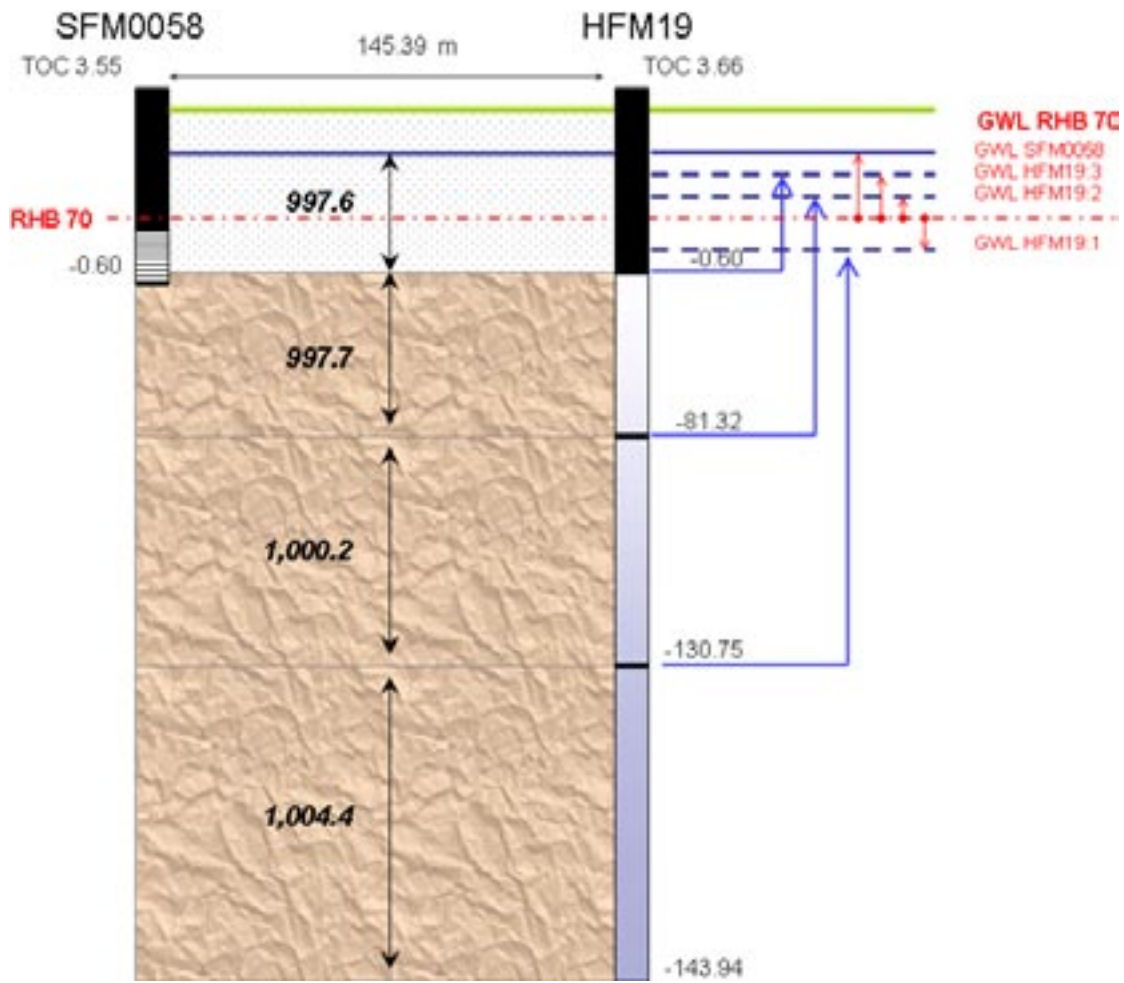 SFM0058
HFM19
145.39 m
TOC 3.55
TOC 3.66
GWL RHB 70
GWL SFM0058
GWL HFM19:3
997.6
GWL HFM19:2
RHB 70
GWL HFM19:1
-0.60
-0.60
997.7
-81.32
1,000.2
-130.75
1,004.4
-143.94